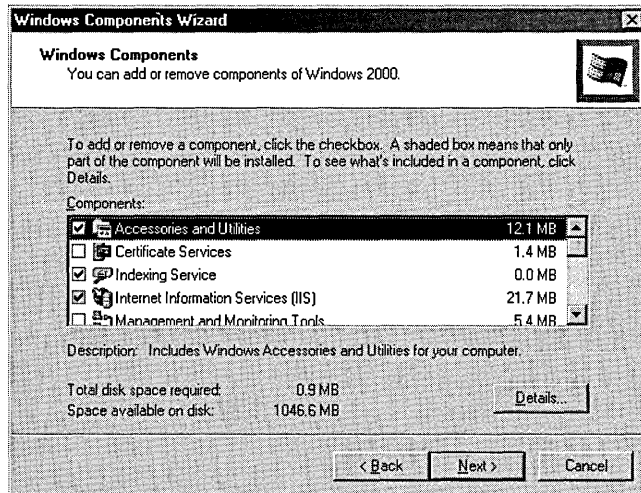 Windows Components Wizard
Windows Components
You can add or remove components of Windows 2000.
To add or remove a component, click the checkbox. A shaded box means that only
part of the component will be installed. To see what's included in a component, click
Details.
Components:
Accessories and Utilities 12.1 MB
Certificate Services 1.4 MB
Indexing Service 0.0 MB
Internet Information Services (IIS) 21.7 MB
Management and Monitoring Tools 5.4 MB
Description: Includes Windows Accessories and Utilities for your computer.
Total disk space required: 0.9 MB
Space available on disk: 1046.6 MB
Details...
< Back Next > Cancel